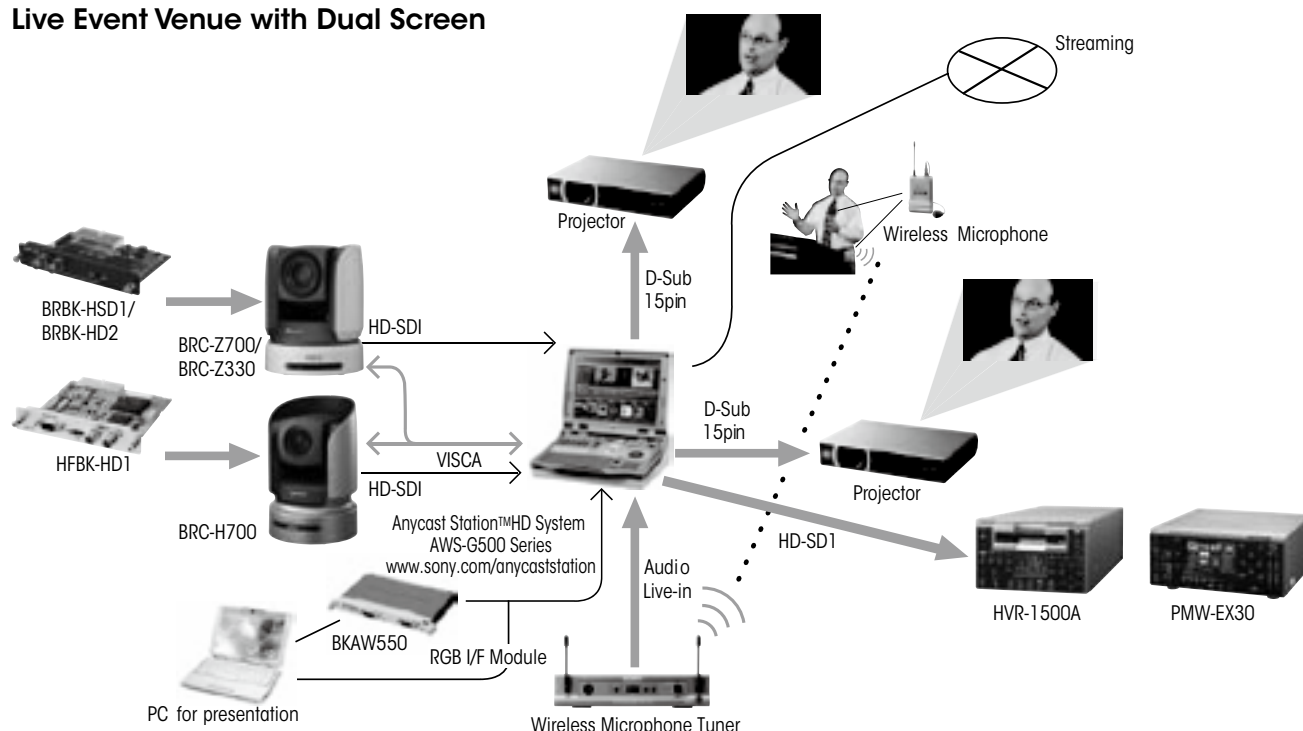 Live Event Venue with Dual Screen
Streaming
Projector
Wireless Microphone
D-Sub
15pin
BRBK-HSD1/
BRBK-HD2
HD-SDI
BRC-Z700/
BRC-Z330
D-Sub
15pin
HFBK-HD1
VISCA
HD-SDI
Projector
BRC-H700
Anycast Station™HD System
AWS-G500 Series
www.sony.com/anycaststation
HD-SD1
Audio
Live-in
HVR-1500A
PMW-EX30
BKAW550
RGB I/F Module
PC for presentation
Wireless Microphone Tuner